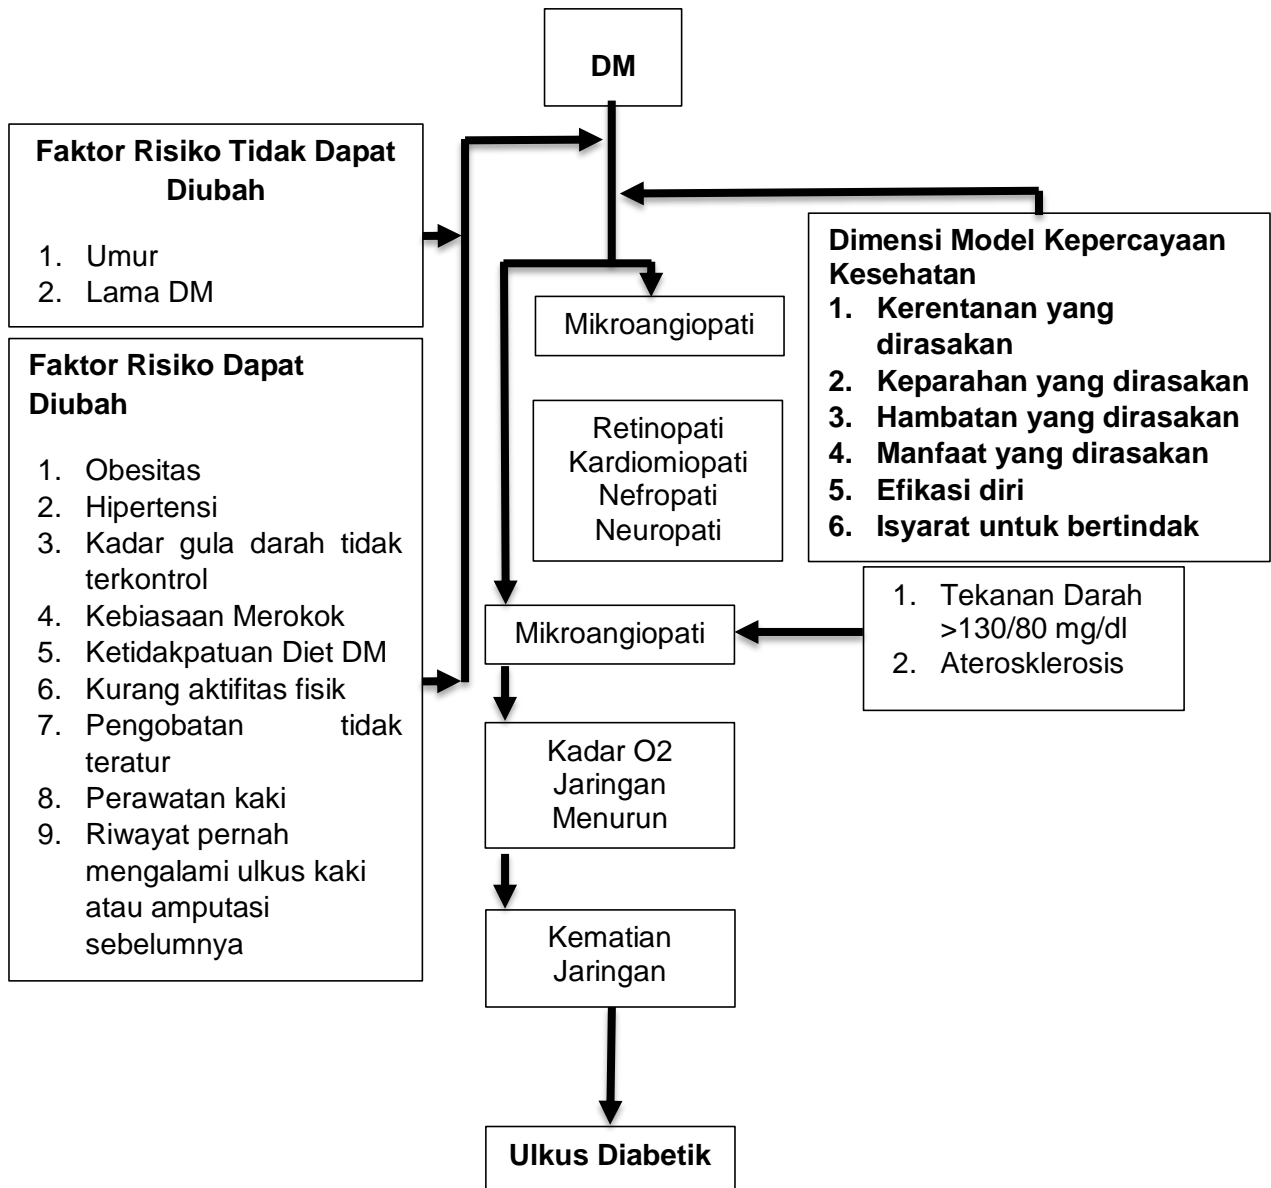 DM
Faktor Risiko Tidak Dapat
Diubah
1. Umur
2. Lama DM
Faktor Risiko Dapat
Diubah
1. Obesitas
2. Hipertensi
3. Kadar gula darah tidak
terkontrol
4. Kebiasaan Merokok
5. Ketidakpatuan Diet DM
6. Kurang aktifitas fisik
7. Pengobatan tidak
teratur
8. Perawatan kaki
9. Riwayat pernah
mengalami ulkus kaki
atau amputasi
sebelumnya
Mikroangiopati
Retinopati
Kardiomiopati
Nefropati
Neuropati
Dimensi Model Kepercayaan
Kesehatan
1. Kerentanan yang
dirasakan
2. Keparahan yang dirasakan
3. Hambatan yang dirasakan
4. Manfaat yang dirasakan
5. Efikasi diri
6. Isyarat untuk bertindak
Mikroangiopati
1. Tekanan Darah
>130/80 mg/dl
2. Aterosklerosis
Kadar O2
Jaringan
Menurun
Kematian
Jaringan
Ulkus Diabetik